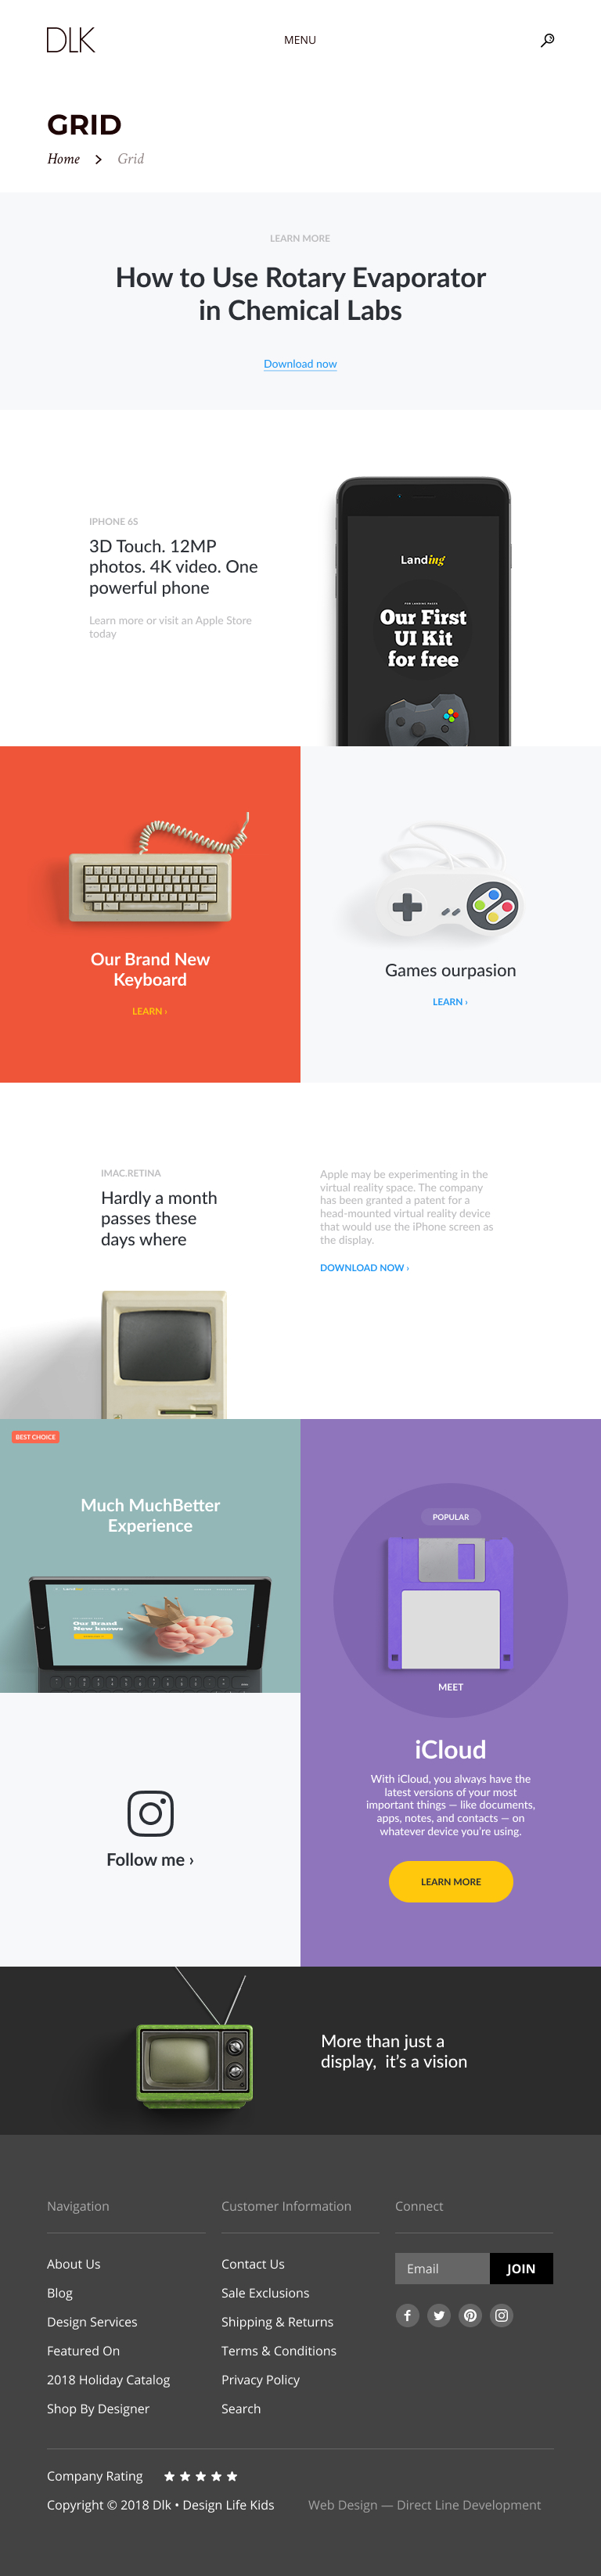 DLK
MENU
GRID
Home > Grid
LEARN MORE
How to Use Rotary Evaporator
in Chemical Labs
Download now
IPHONE 6S
3D Touch. 12MP
photos. 4K video. One
powerful phone
Learn more or visit an Apple Store
today
Landing
FOR LANDING PAGES
Our First
UI Kit
for free
Our Brand New
Keyboard
LEARN ›
Games ourpasion
LEARN ›
IMAC.RETINA
Hardly a month
passes these
days where
Apple may be experimenting in the
virtual reality space. The company
has been granted a patent for a
head-mounted virtual reality device
that would use the iPhone screen as
the display.
DOWNLOAD NOW ›
BEST CHOICE
Much MuchBetter
Experience
Our Brand
New knows
POPULAR
MEET
iCloud
With iCloud, you always have the
latest versions of your most
important things — like documents,
apps, notes, and contacts — on
whatever device you're using.
LEARN MORE
Follow me ›
More than just a
display, it's a vision
Navigation
About Us
Blog
Design Services
Featured On
2018 Holiday Catalog
Shop By Designer
Customer Information
Contact Us
Sale Exclusions
Shipping & Returns
Terms & Conditions
Privacy Policy
Search
Connect
Email
JOIN
Company Rating ★ ★ ★ ★ ★
Copyright © 2018 Dlk • Design Life Kids
Web Design — Direct Line Development